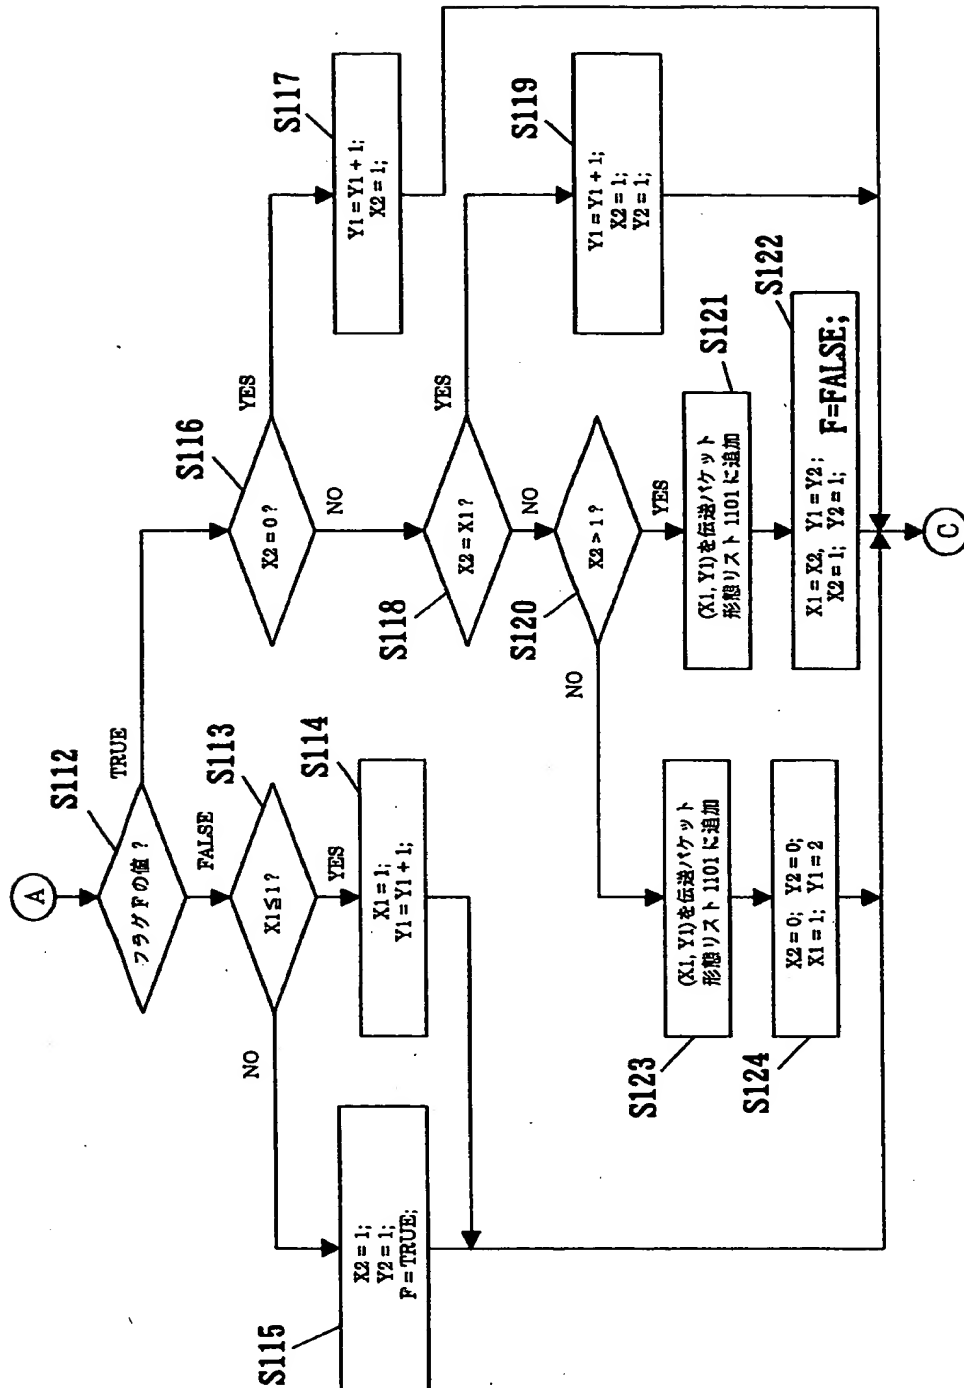 A
S112
フラグFの値?
TRUE
FALSE
S113
X1≦1?
NO
YES
S114
X1=1;
Y1=Y1+1;
S115
X2=1;
Y2=1;
F=TRUE;
S116
X2=0?
YES
NO
S117
Y1=Y1+1;
X2=1;
S118
X2=X1?
YES
NO
S119
Y1=Y1+1;
X2=1;
Y2=1;
S120
X2>1?
NO
YES
S121
(X1, Y1)を伝送パケット
形態リスト1101に追加
S122
X1=X2, Y1=Y2;
X2=1; Y2=1;
F=FALSE;
S123
(X1, Y1)を伝送パケット
形態リスト1101に追加
S124
X2=0; Y2=0;
X1=1; Y1=2
C